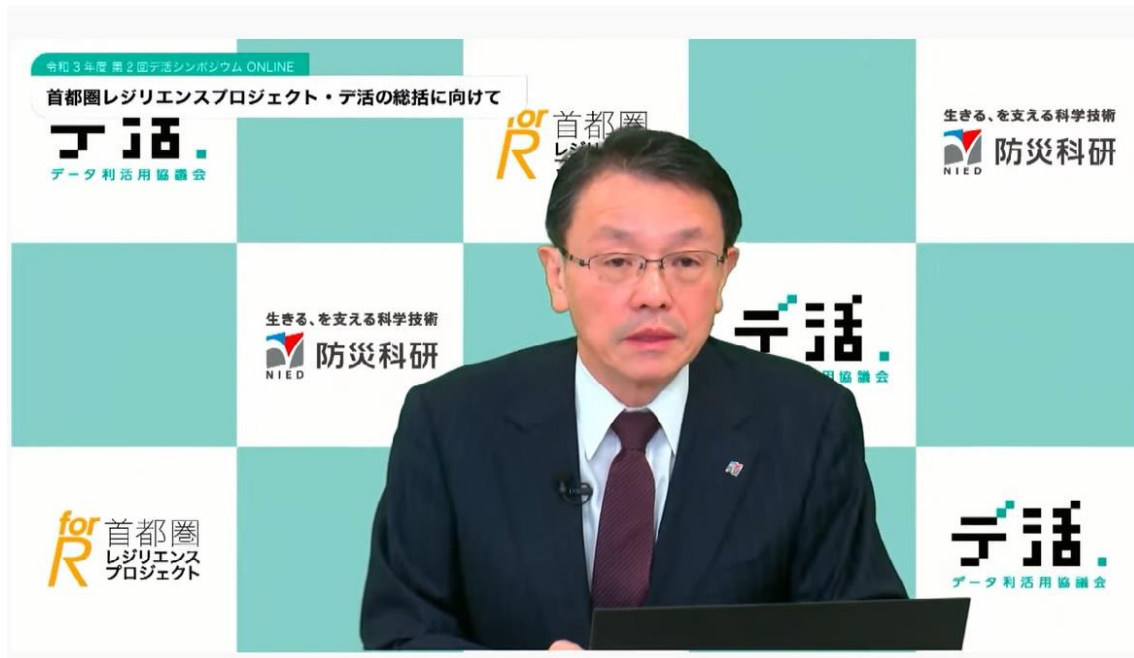 令和3年度 第2回デ活シンポジウム ONLINE
首都圏レジリエンスプロジェクト・デ活の総括に向けて
デ活.
データ利活用協議会
for R 首都圏
レジリ
生きる、を支える科学技術
防災科研
NIED
生きる、を支える科学技術
防災科研
NIED
デ活.
用協議会
for R 首都圏
レジリエンス
プロジェクト
デ活.
データ利活用協議会